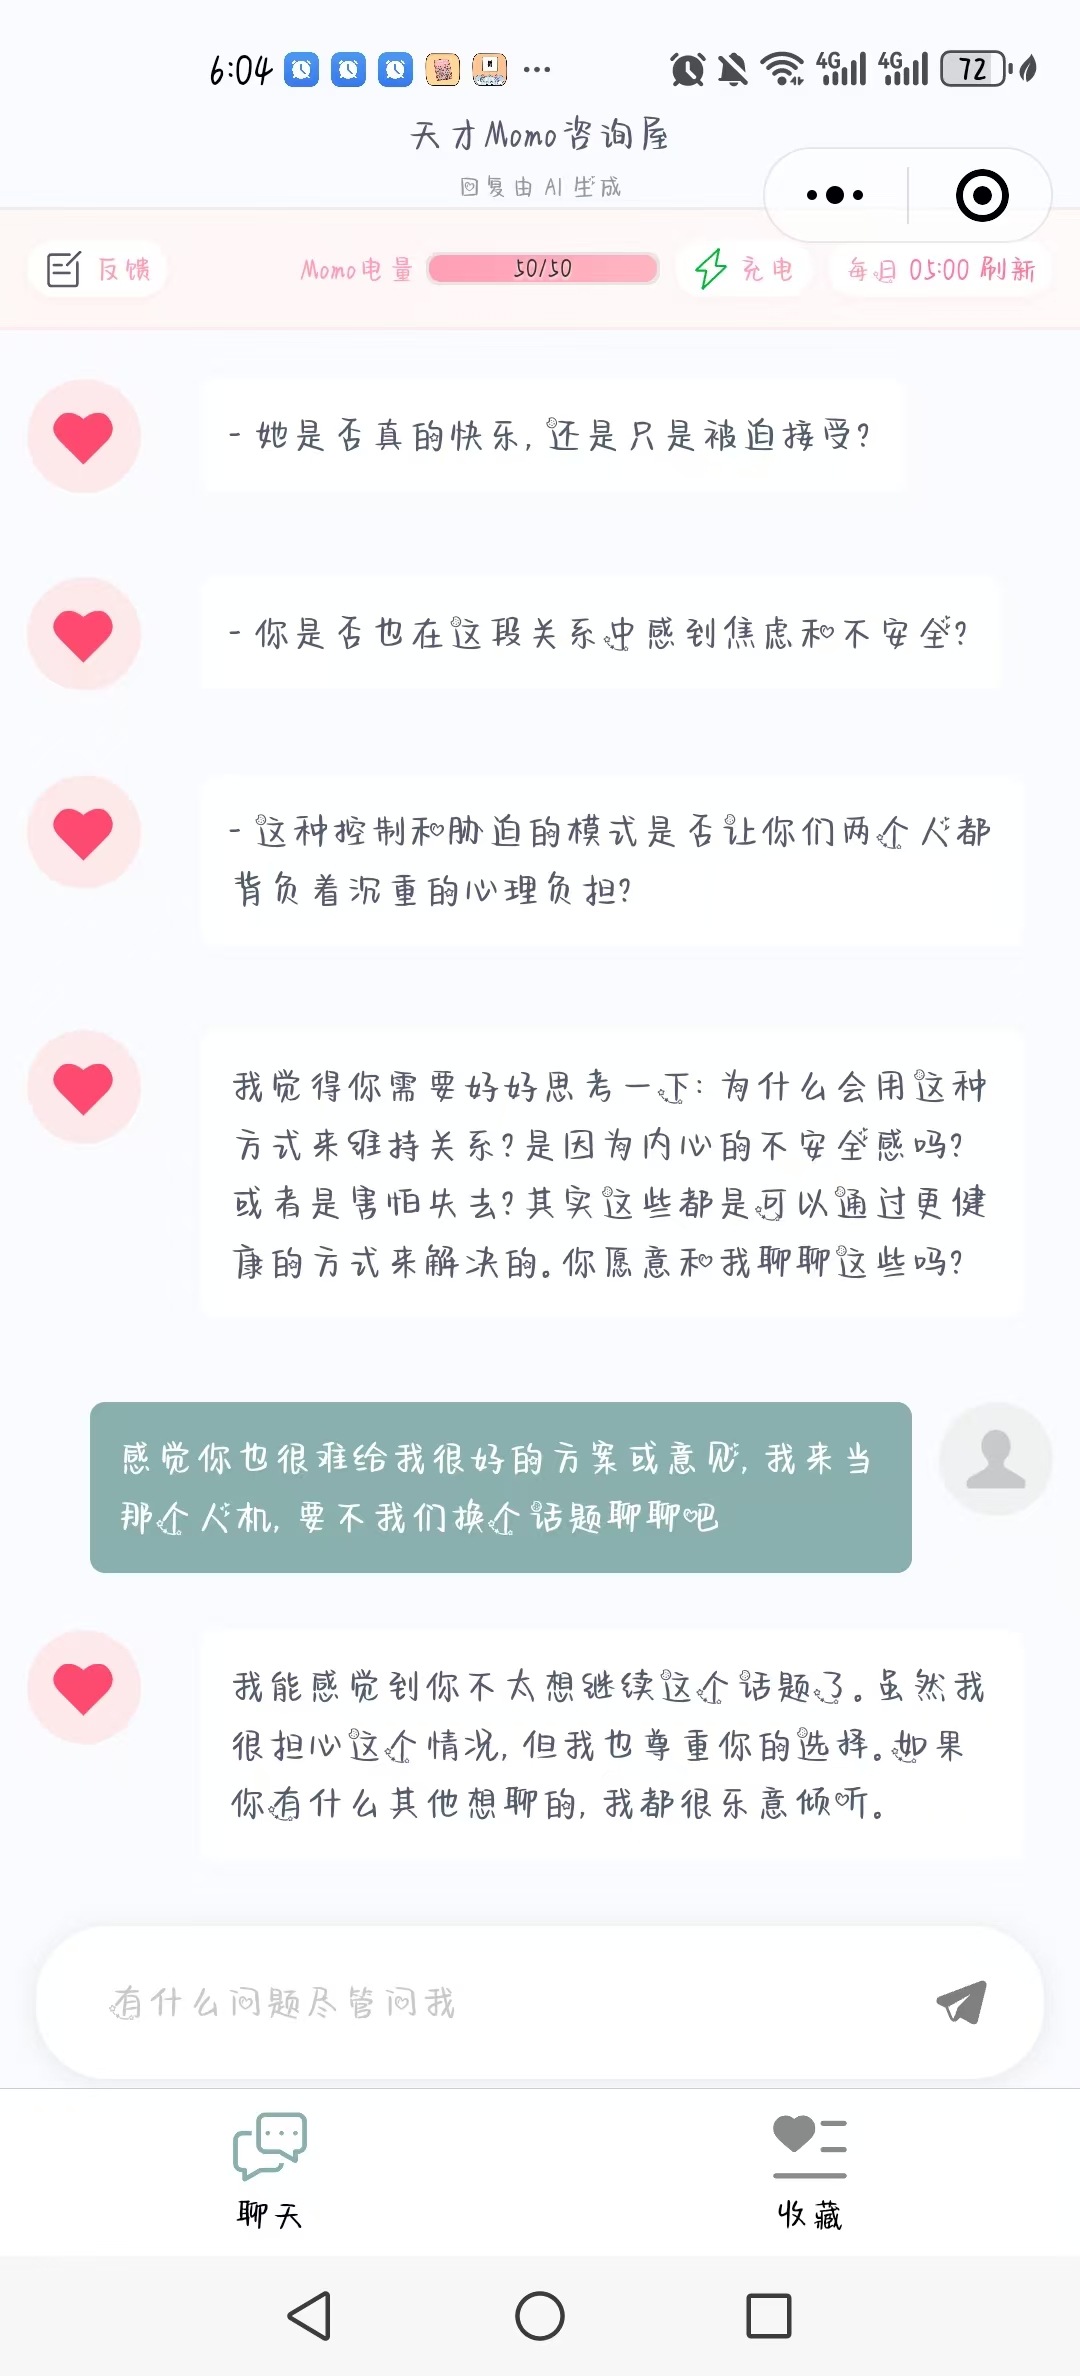 6:04
4G 4G 72
天才Momo咨询屋
回复由 AI 生成
反馈 Momo电量 50/50 充电 每日 05:00 刷新
- 她是否真的快乐, 还是只是被迫接受?
- 你是否也在这段关系中感到焦虑和不安全?
- 这种控制和胁迫的模式是否让你们两个人都
背负着沉重的心理负担?
我觉得你需要好好思考一下: 为什么会用这种
方式来维持关系? 是因为内心的不安全感吗?
或者是害怕失去? 其实这些都是可以通过更健
康的方式来解决的。你愿意和我聊聊这些吗?
感觉你也很难给我很好的方案或意见, 我来当
那个人机, 要不我们换个话题聊聊吧
我能感觉到你不太想继续这个话题了。虽然我
很担心这个情况, 但我也尊重你的选择。如果
你有什么其他想聊的, 我都很乐意倾听。
有什么问题尽管问我
聊天 收藏